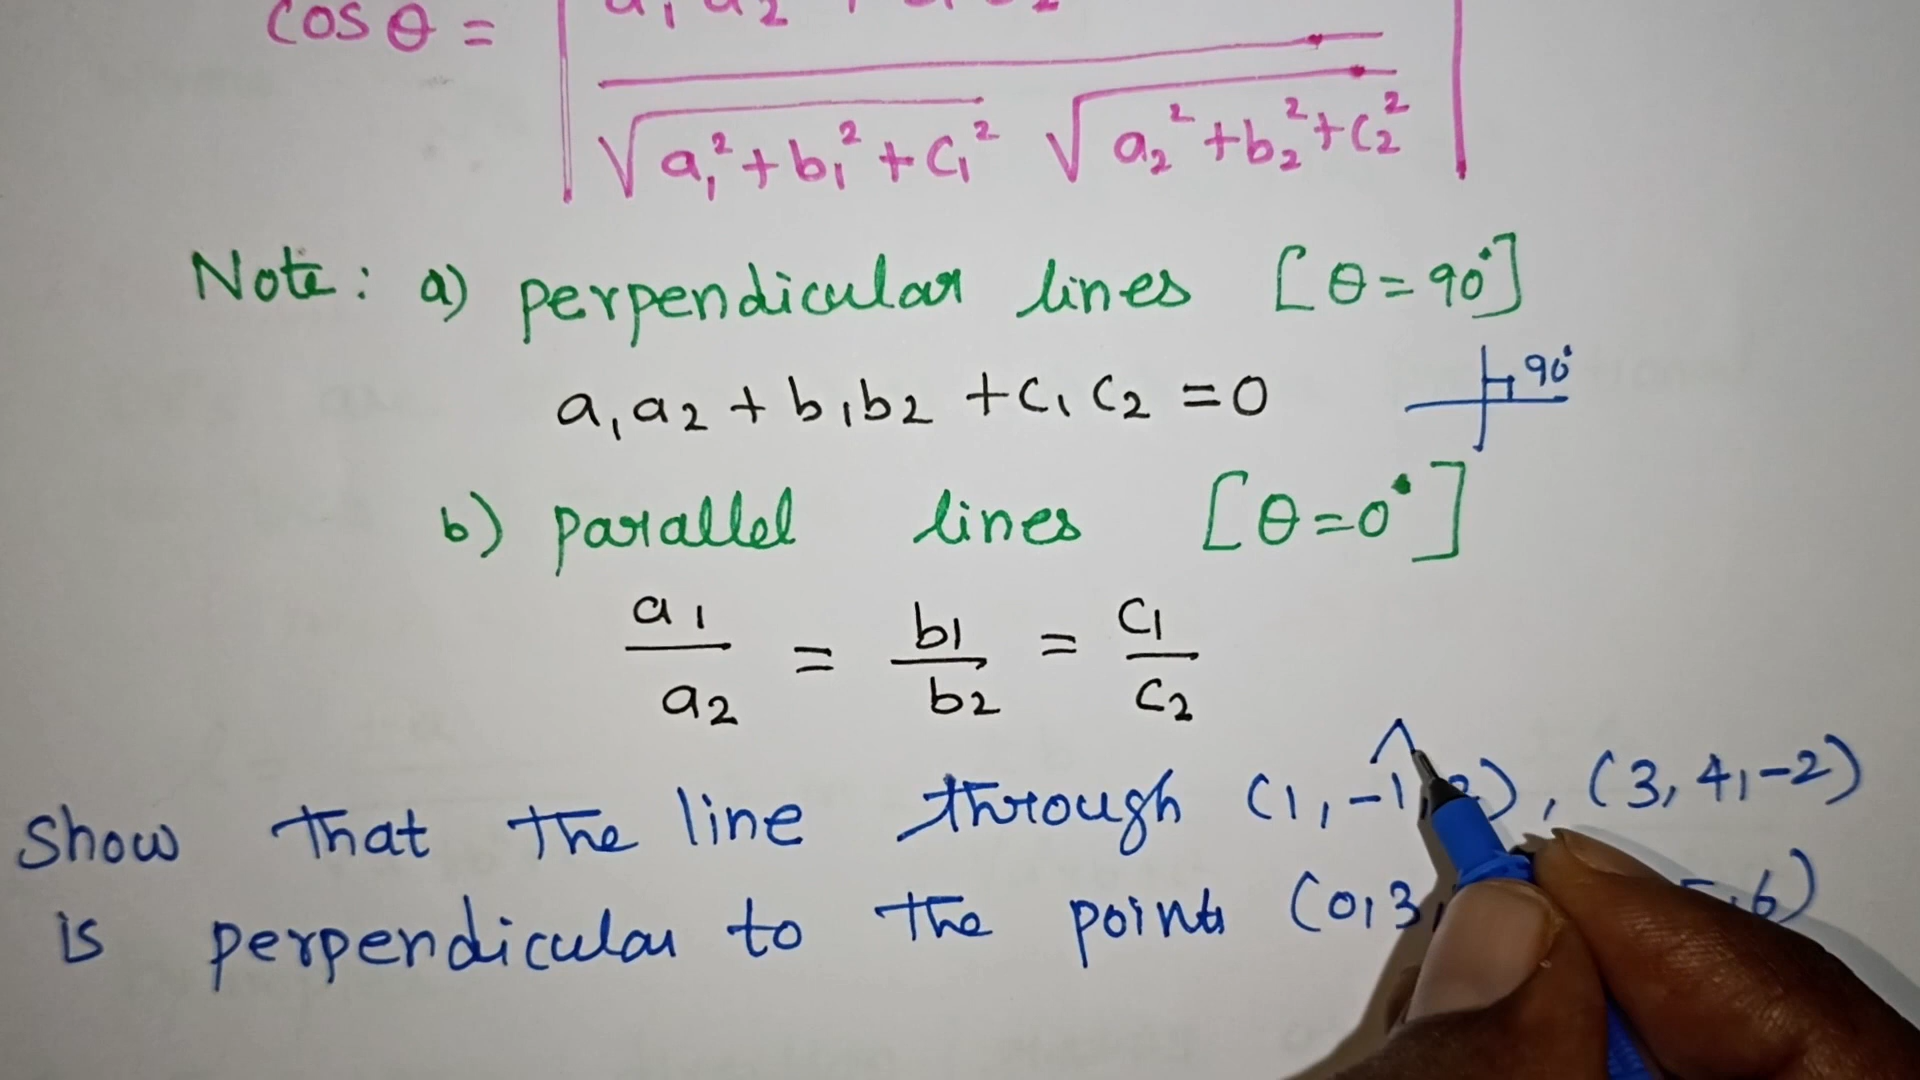 cos θ =
√a₁²+b₁²+c₁² √a₂²+b₂²+c₂²
Note: a) perpendicular lines [θ=90°]
a₁a₂ + b₁b₂ + c₁c₂ = 0
90°
b) parallel lines [θ=0°]
a₁/a₂ = b₁/b₂ = c₁/c₂
Show that the line through (1, -1, ), (3, 4, -2)
is perpendicular to the points (0, 3, , 6)